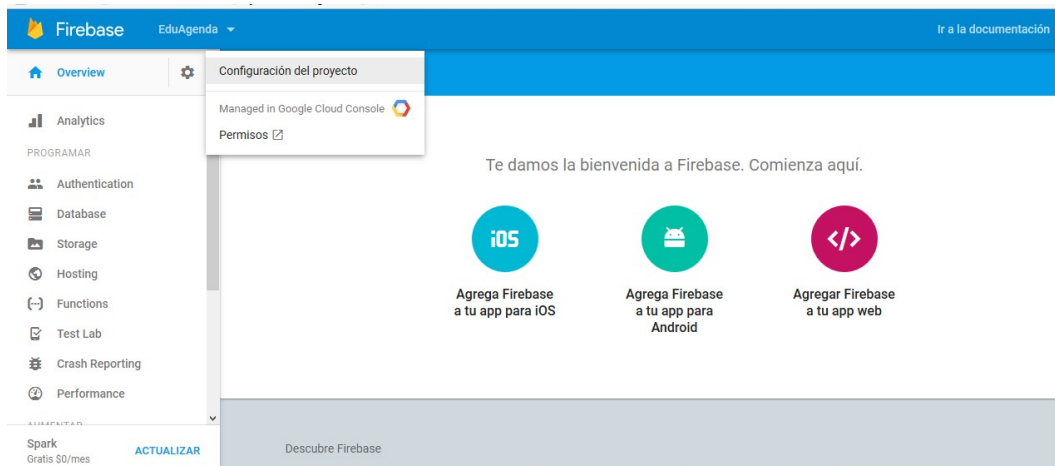 Firebase
EduAgenda
Ir a la documentación
Overview
Configuración del proyecto
Managed in Google Cloud Console
Permisos
Analytics
PROGRAMAR
Authentication
Database
Storage
Hosting
Functions
Test Lab
Crash Reporting
Performance
Spark
Gratis $0/mes
ACTUALIZAR
Te damos la bienvenida a Firebase. Comienza aquí.
iOS
Agrega Firebase
a tu app para iOS
Agrega Firebase
a tu app para
Android
</>
Agregar Firebase
a tu app web
Descubre Firebase